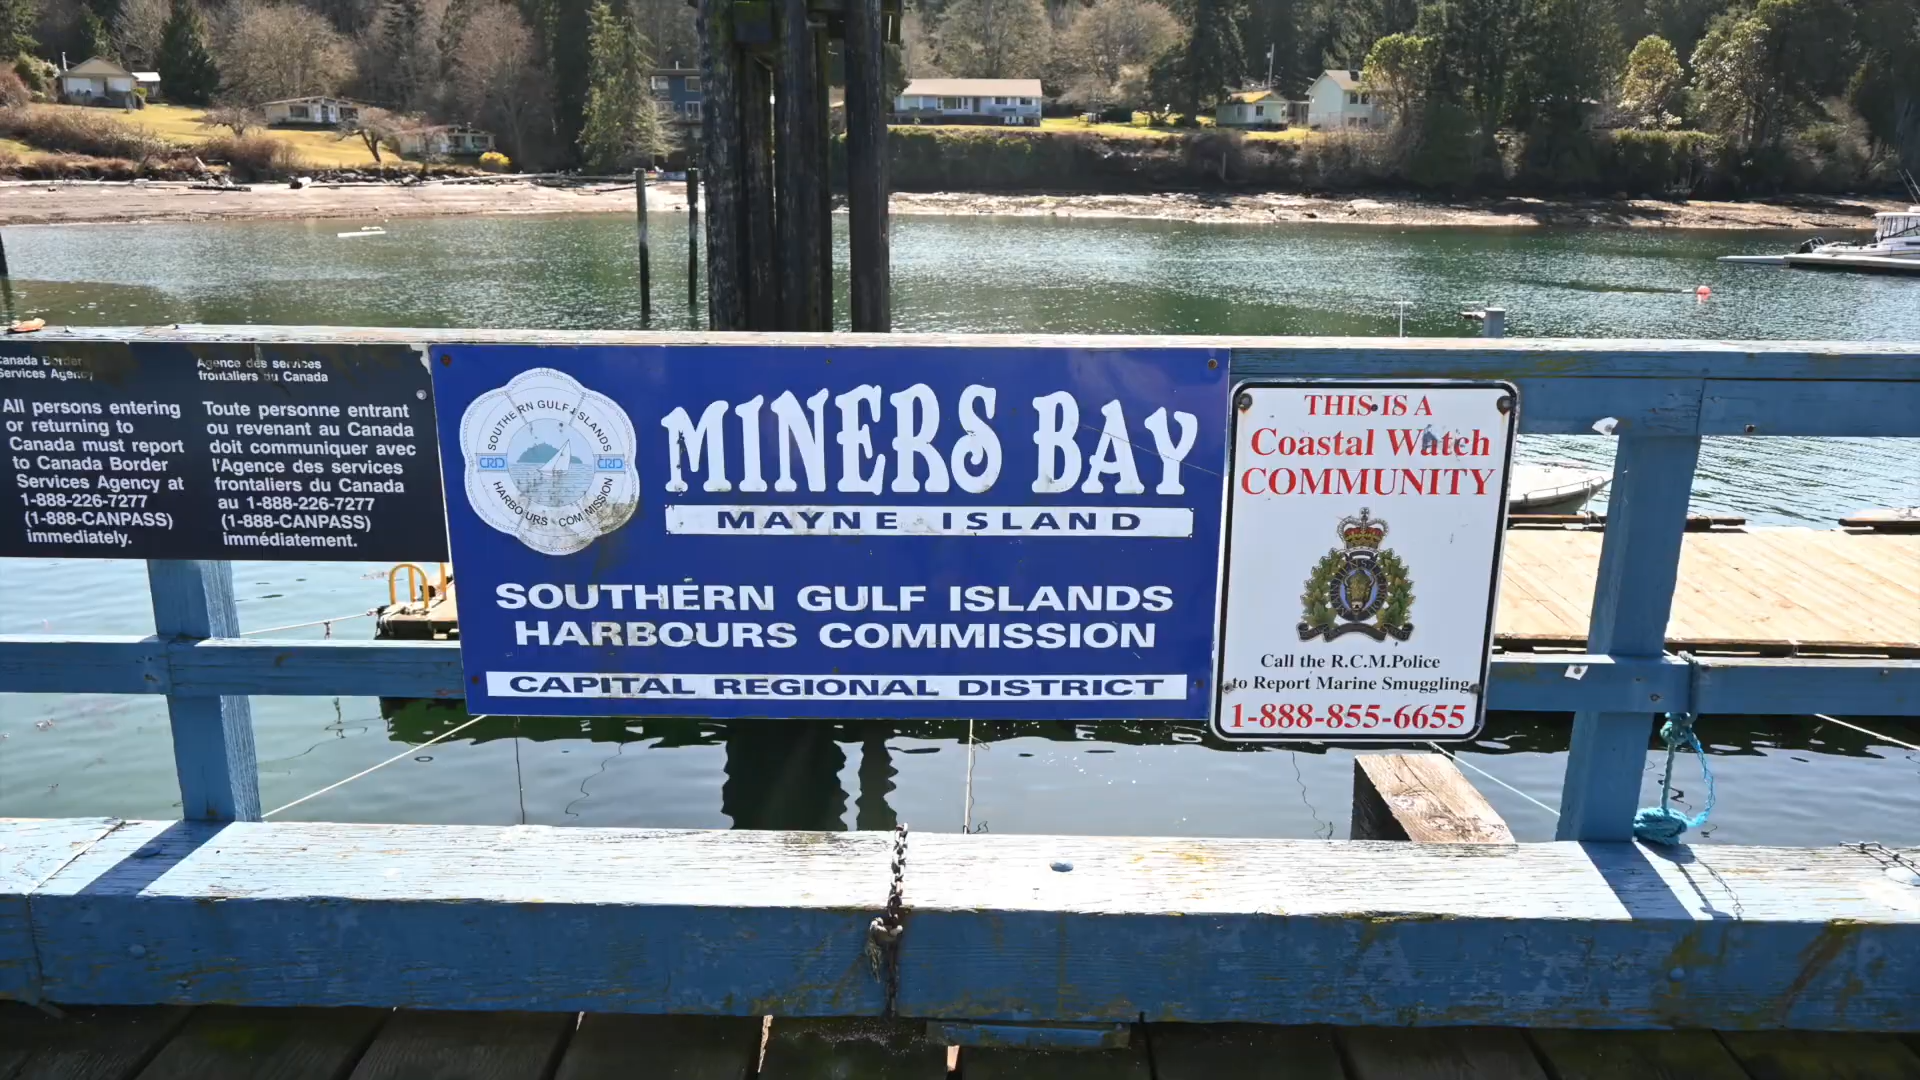 Canada Border
Services Agency
All persons entering
or returning to
Canada must report
to Canada Border
Services Agency at
1-888-226-7277
(1-888-CANPASS)
immediately.
Agence des services
frontaliers du Canada
Toute personne entrant
ou revenant au Canada
doit communiquer avec
l'Agence des services
frontaliers du Canada
au 1-888-226-7277
(1-888-CANPASS)
immédiatement.
SOUTHERN GULF ISLANDS
CRD CRD
HARBOURS COMMISSION
MINERS BAY
MAYNE ISLAND
SOUTHERN GULF ISLANDS
HARBOURS COMMISSION
CAPITAL REGIONAL DISTRICT
THIS IS A
Coastal Watch
COMMUNITY
Call the R.C.M.Police
to Report Marine Smuggling
1-888-855-6655